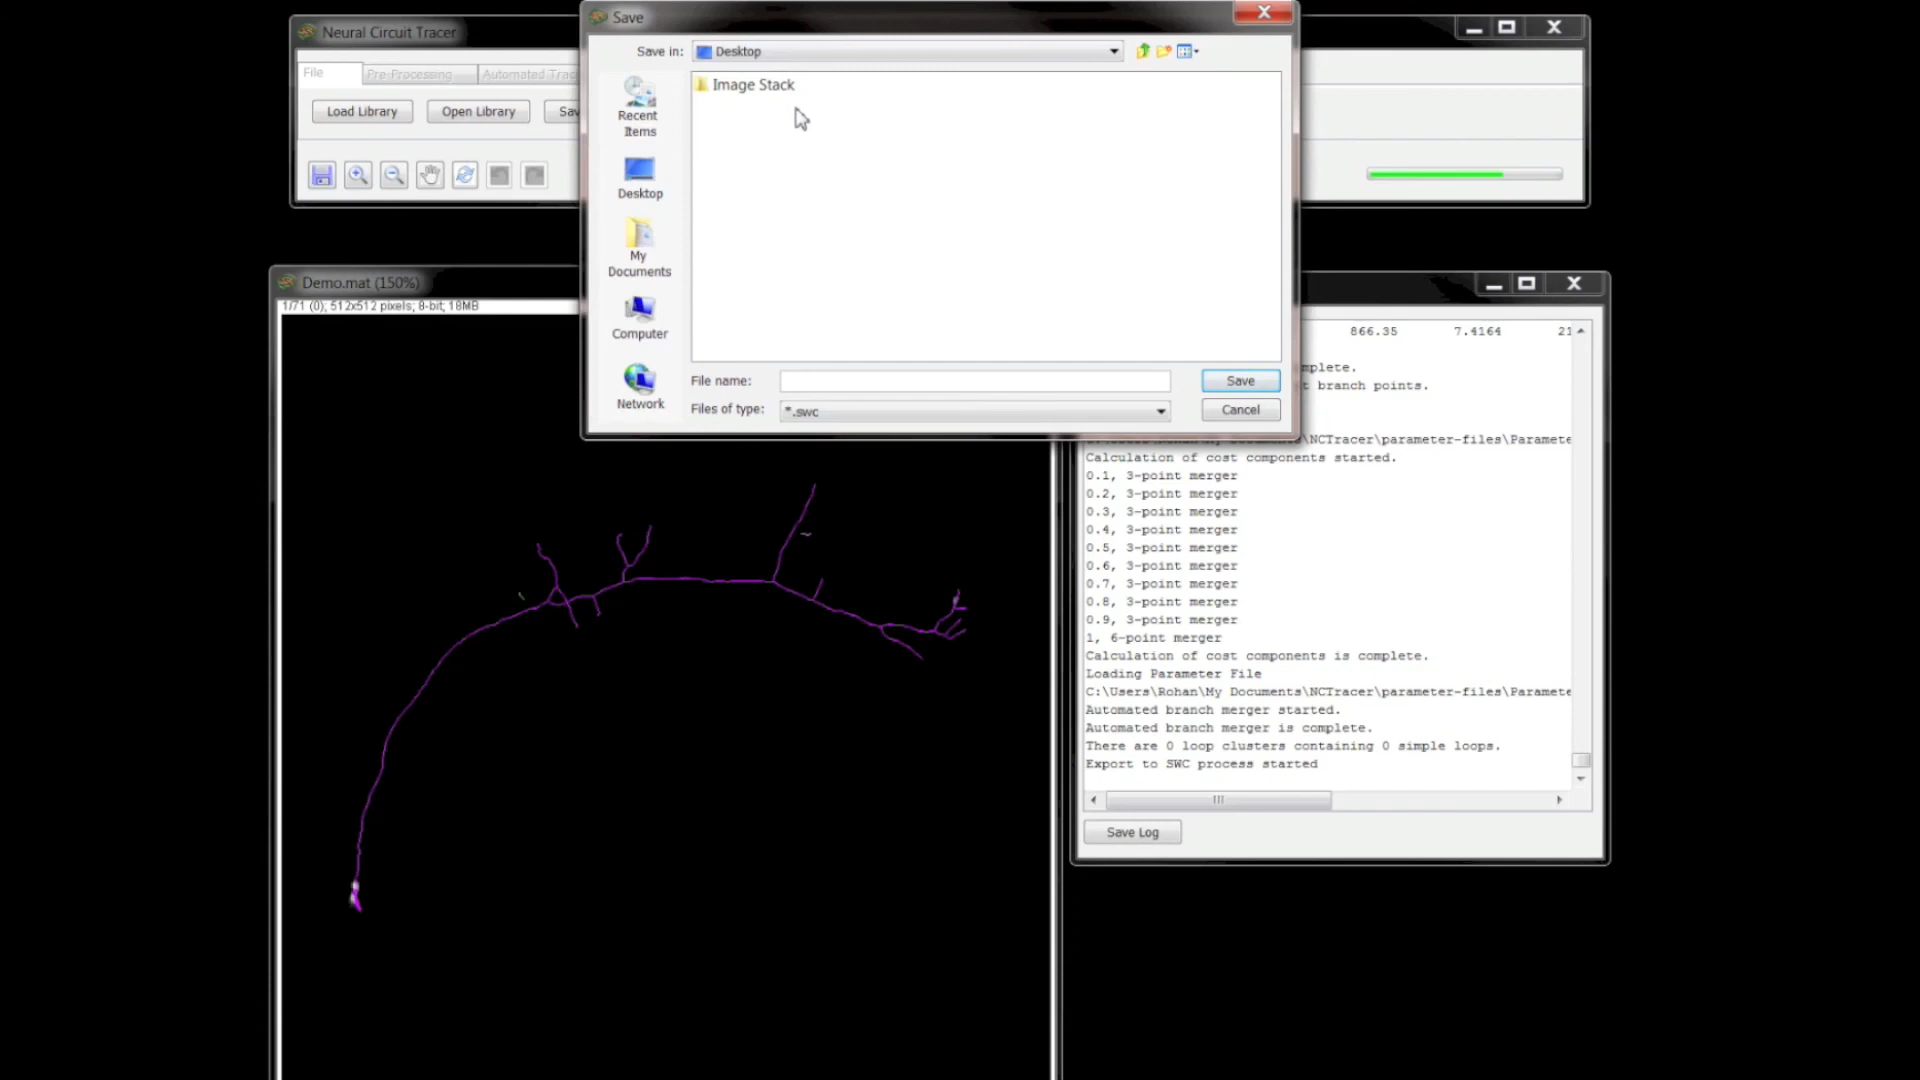 Neural Circuit Tracer
File
Pre-Processing
Automated Trac
Load Library
Open Library
Sav
Save
Save in:
Desktop
Image Stack
Recent
Items
Desktop
My
Documents
Computer
Network
File name:
Save
Files of type:
*.swc
Cancel
Demo.mat (150%)
1/71 (0); 512x512 pixels; 8-bit; 18MB
866.35 7.4164 21
mplete.
t branch points.
\NCTracer\parameter-files\Paramete
Calculation of cost components started.
0.1, 3-point merger
0.2, 3-point merger
0.3, 3-point merger
0.4, 3-point merger
0.5, 3-point merger
0.6, 3-point merger
0.7, 3-point merger
0.8, 3-point merger
0.9, 3-point merger
1, 6-point merger
Calculation of cost components is complete.
Loading Parameter File
C:\Users\Rohan\My Documents\NCTracer\parameter-files\Paramete
Automated branch merger started.
Automated branch merger is complete.
There are 0 loop clusters containing 0 simple loops.
Export to SWC process started
Save Log